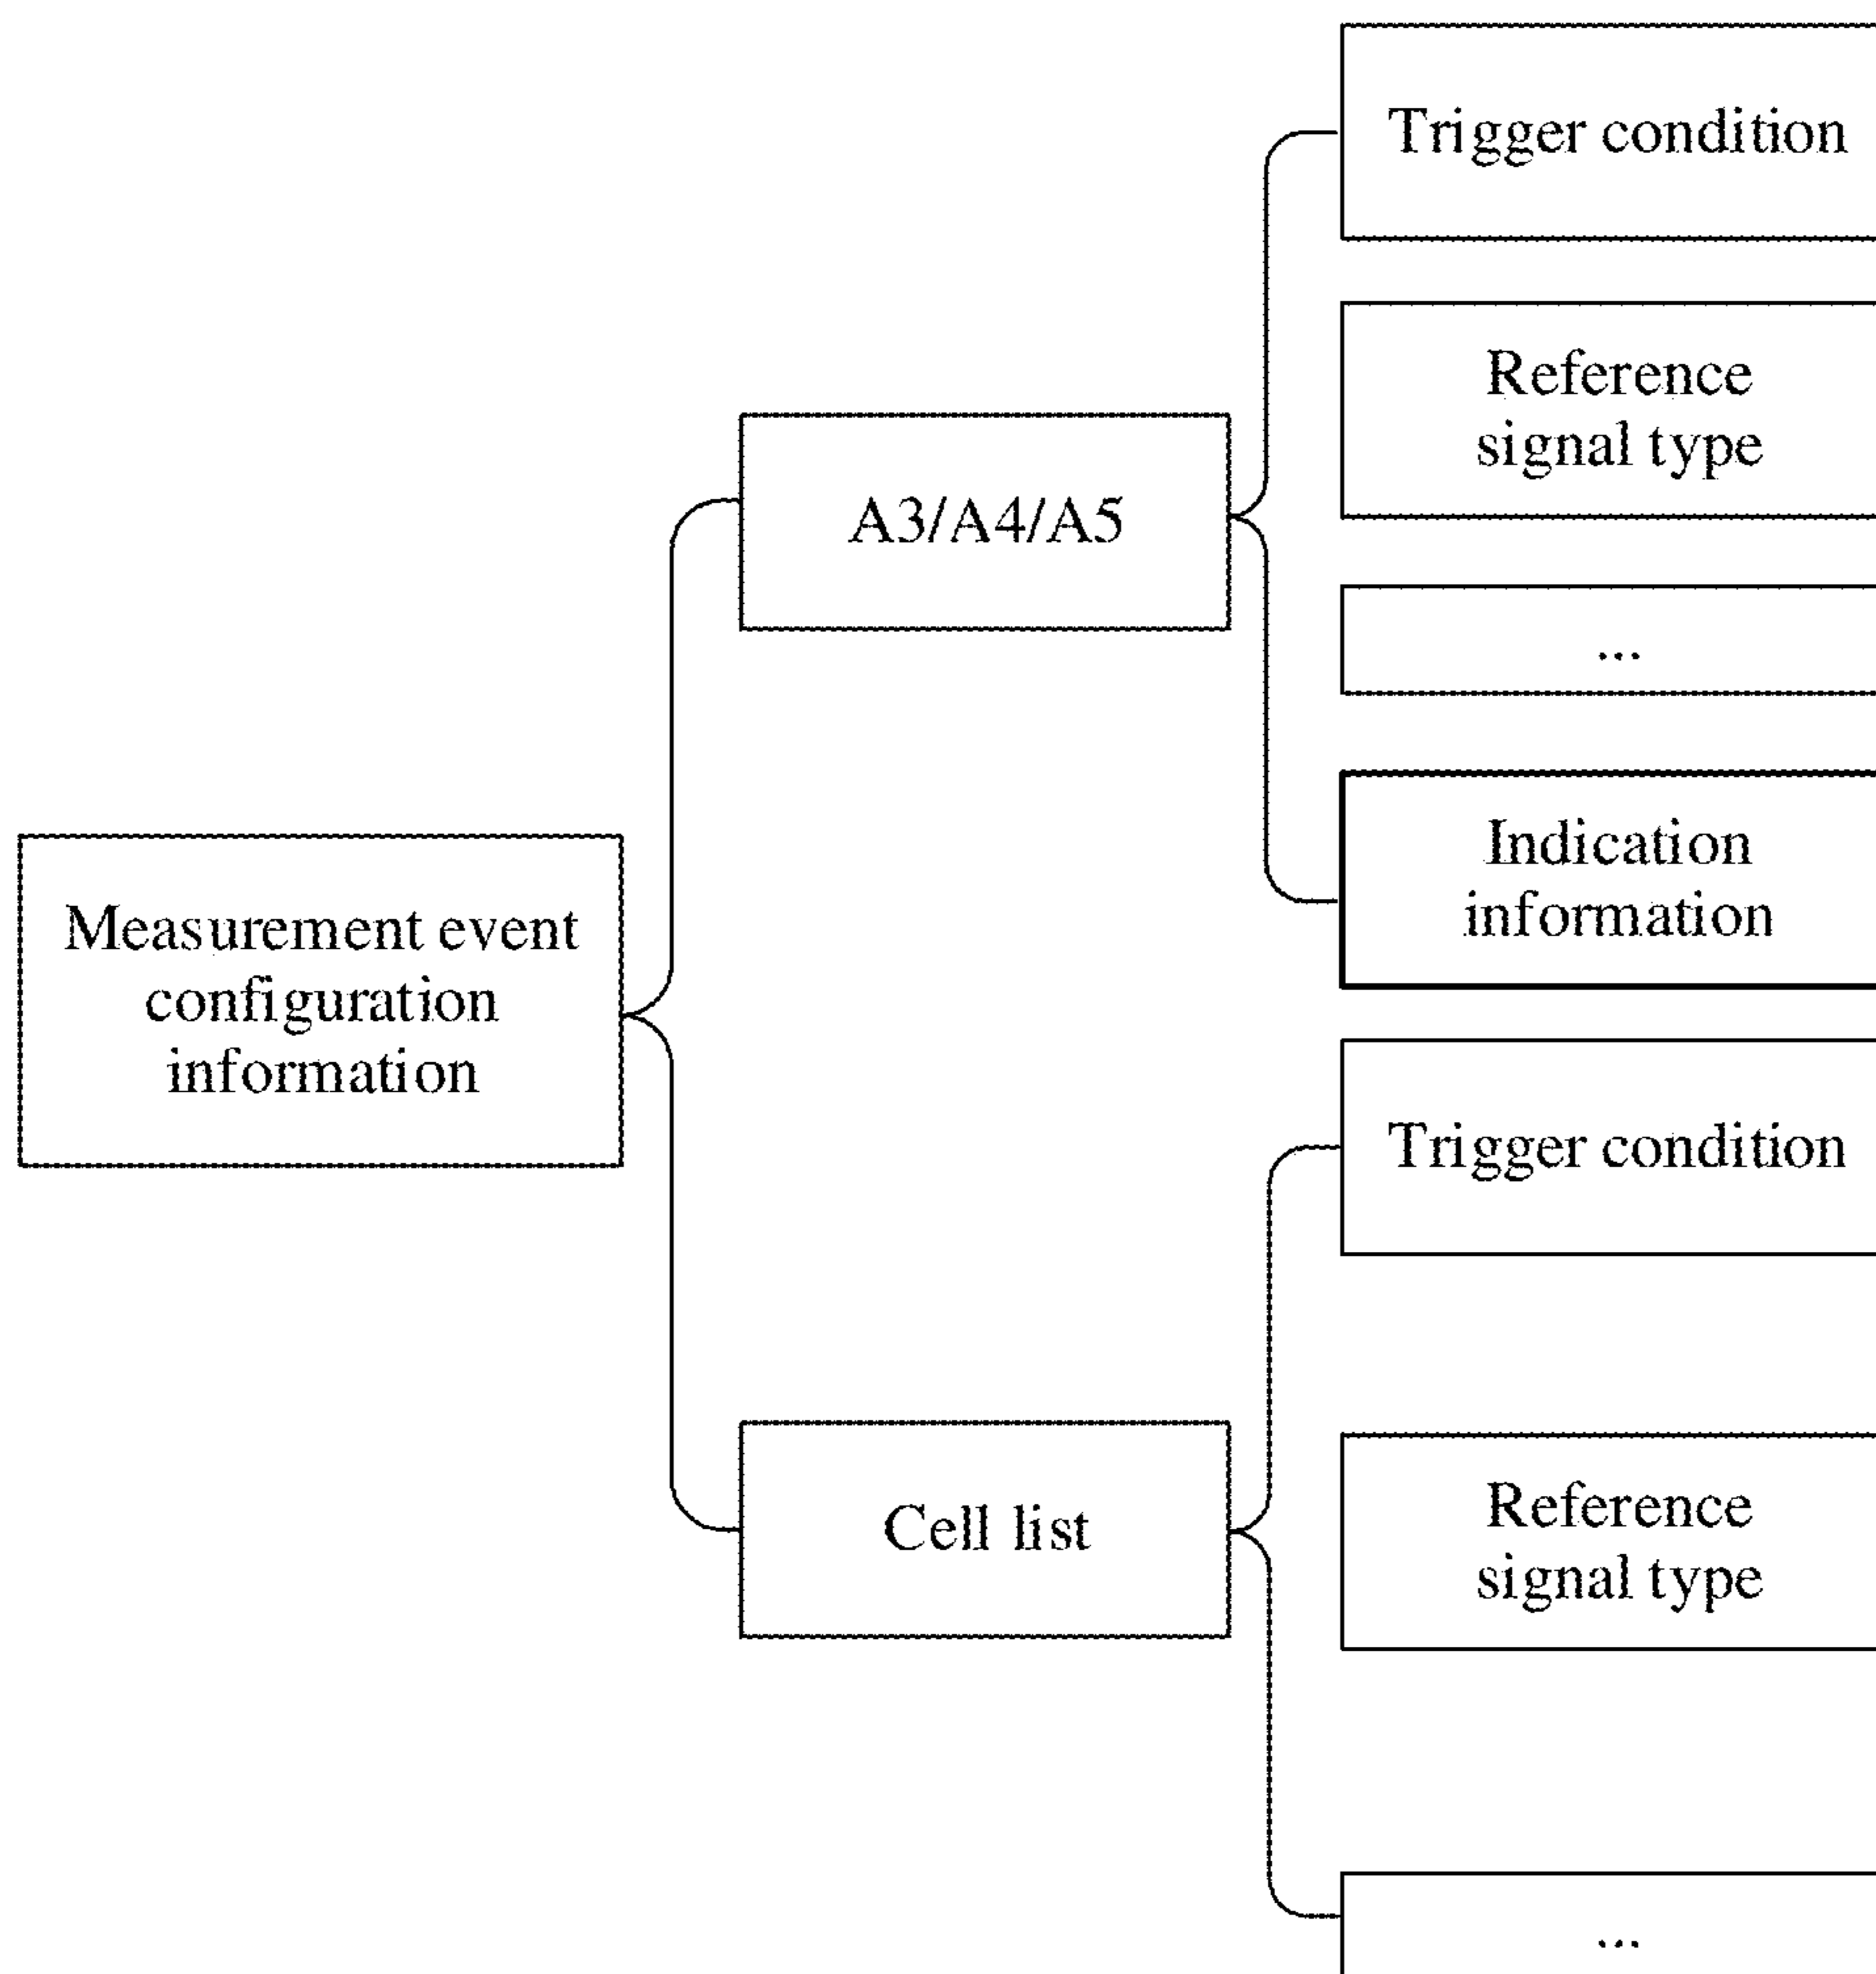 Trigger condition
Reference
signal type
A3/A4/A5
...
Indication
information
Measurement event
configuration
information
Trigger condition
Cell list
Reference
signal type
...